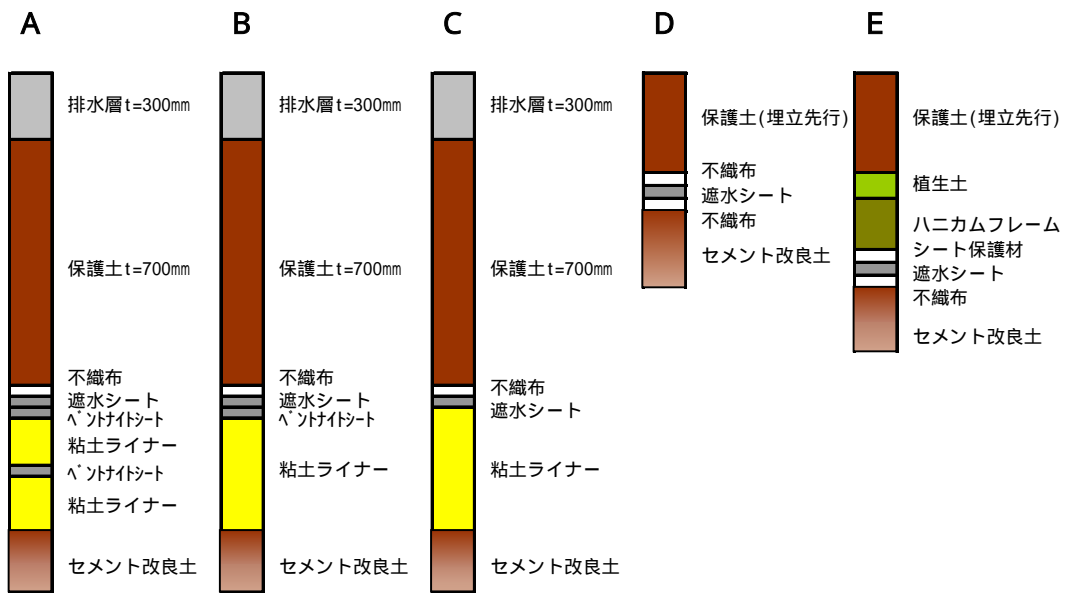 A
排水層t=300㎜
保護土t=700㎜
不織布
遮水シート
ﾍﾞﾝﾄﾅｲﾄｼｰﾄ
粘土ライナー
ﾍﾞﾝﾄﾅｲﾄｼｰﾄ
粘土ライナー
セメント改良土
B
排水層t=300㎜
保護土t=700㎜
不織布
遮水シート
ﾍﾞﾝﾄﾅｲﾄｼｰﾄ
粘土ライナー
セメント改良土
C
排水層t=300㎜
保護土t=700㎜
不織布
遮水シート
粘土ライナー
セメント改良土
D
保護土(埋立先行)
不織布
遮水シート
不織布
セメント改良土
E
保護土(埋立先行)
植生土
ハニカムフレーム
シート保護材
遮水シート
不織布
セメント改良土